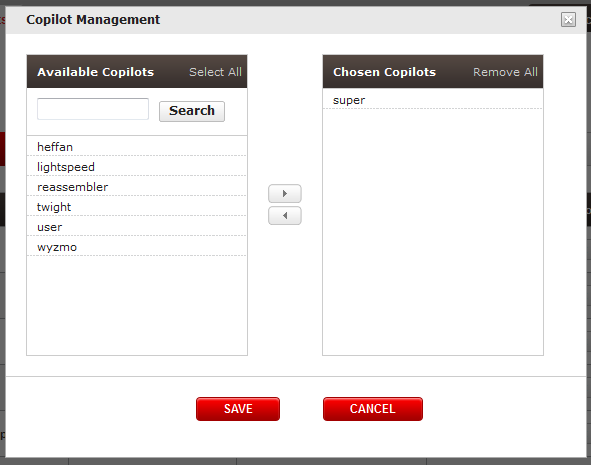 Copilot Management
Available Copilots Select All
Search
heffan
lightspeed
reassembler
twight
user
wyzmo
Chosen Copilots Remove All
super
SAVE CANCEL